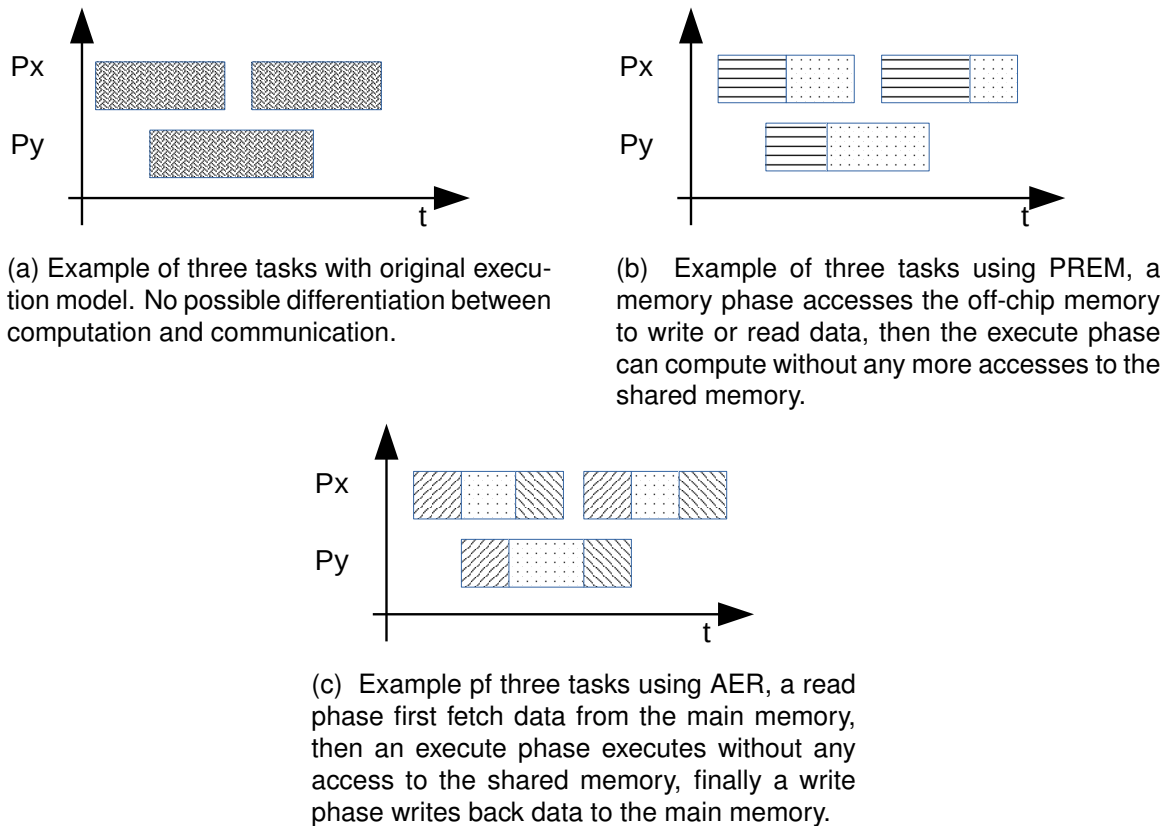 Px
Py
t
(a) Example of three tasks with original execu-
tion model. No possible differentiation between
computation and communication.
Px
Py
t
(b) Example of three tasks using PREM, a
memory phase accesses the off-chip memory
to write or read data, then the execute phase
can compute without any more accesses to the
shared memory.
Px
Py
t
(c) Example pf three tasks using AER, a read
phase first fetch data from the main memory,
then an execute phase executes without any
access to the shared memory, finally a write
phase writes back data to the main memory.